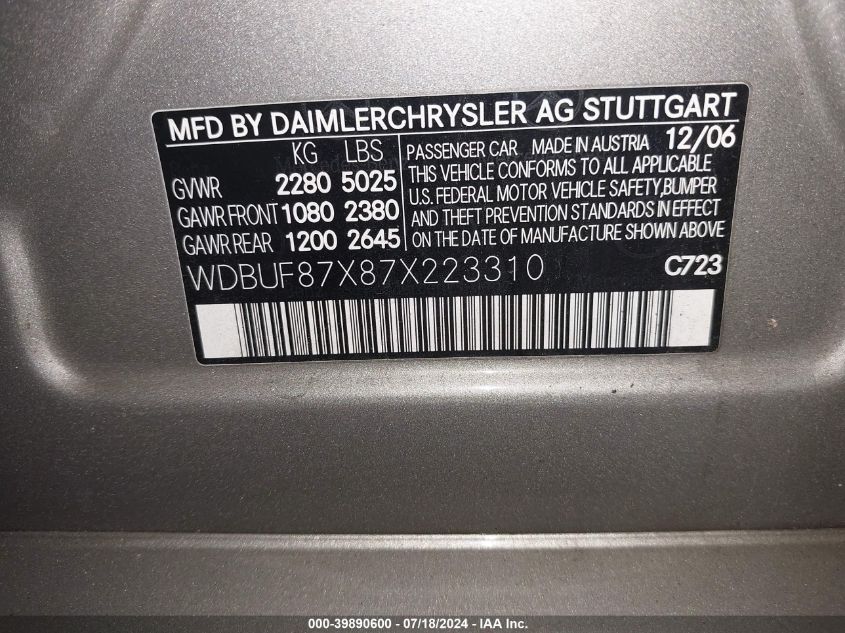 MFD BY DAIMLERCHRYSLER AG STUTTGART
KG LBS
GVWR 2280 5025
GAWR FRONT 1080 2380
GAWR REAR 1200 2645
PASSENGER CAR MADE IN AUSTRIA 12/06
THIS VEHICLE CONFORMS TO ALL APPLICABLE
U.S. FEDERAL MOTOR VEHICLE SAFETY,BUMPER
AND THEFT PREVENTION STANDARDS IN EFFECT
ON THE DATE OF MANUFACTURE SHOWN ABOVE
WDBUF87X87X223310 C723
000-39890600 - 07/18/2024 - IAA Inc.